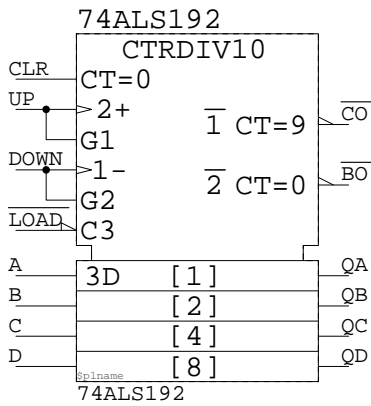 74ALS192
CTRDIV10
CLR CT=0
UP 2+ 1 CT=9 CO
G1
DOWN 1- 2 CT=0 BO
G2
LOAD C3
A 3D [1] QA
B [2] QB
C [4] QC
D [8] QD
$plname
74ALS192